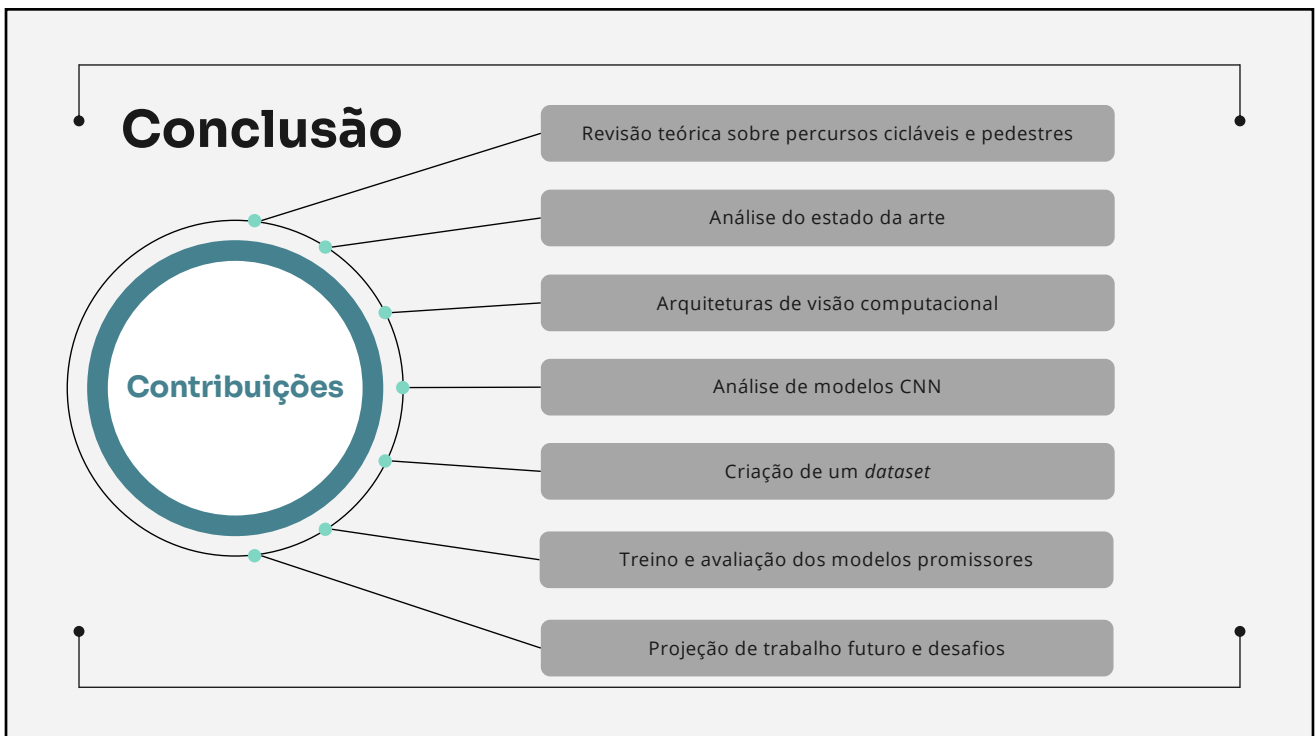 Conclusão
Contribuições
Revisão teórica sobre percursos cicláveis e pedestres
Análise do estado da arte
Arquiteturas de visão computacional
Análise de modelos CNN
Criação de um dataset
Treino e avaliação dos modelos promissores
Projeção de trabalho futuro e desafios